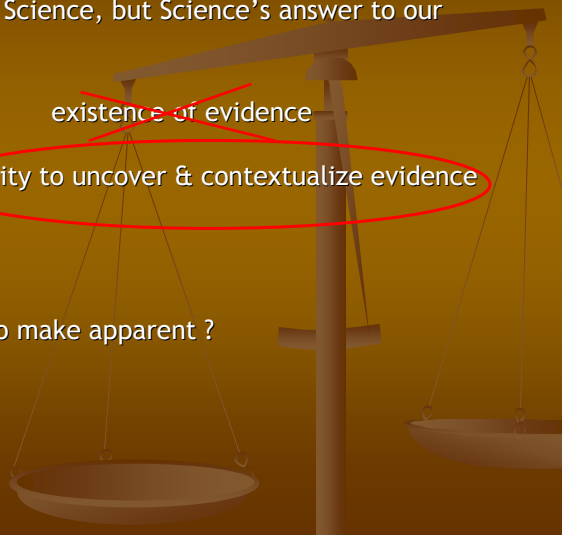 Science, but Science's answer to our
existence of evidence
ity to uncover & contextualize evidence
o make apparent ?